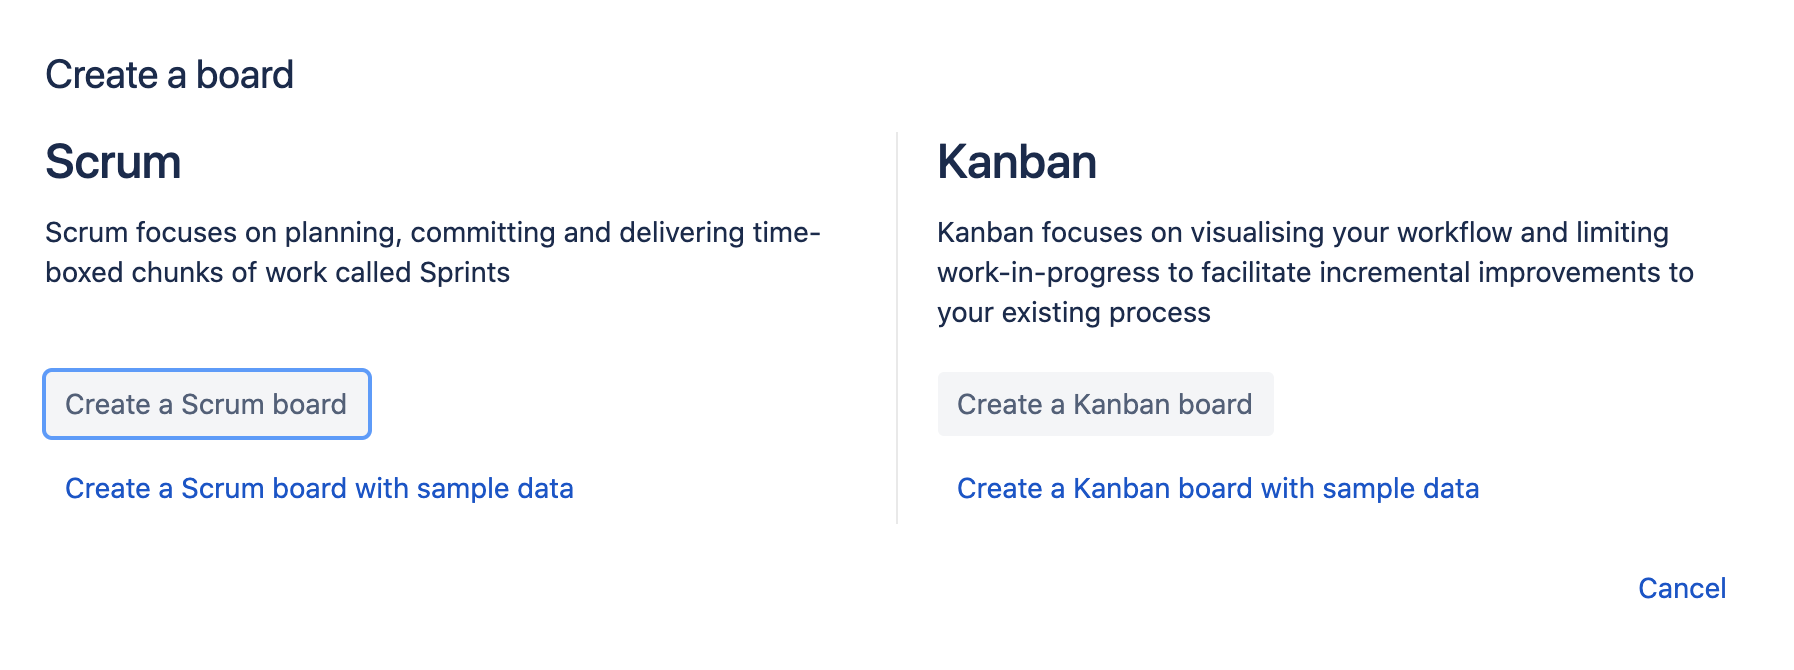 Create a board
Scrum
Scrum focuses on planning, committing and delivering time-
boxed chunks of work called Sprints
Create a Scrum board
Create a Scrum board with sample data
Kanban
Kanban focuses on visualising your workflow and limiting
work-in-progress to facilitate incremental improvements to
your existing process
Create a Kanban board
Create a Kanban board with sample data
Cancel